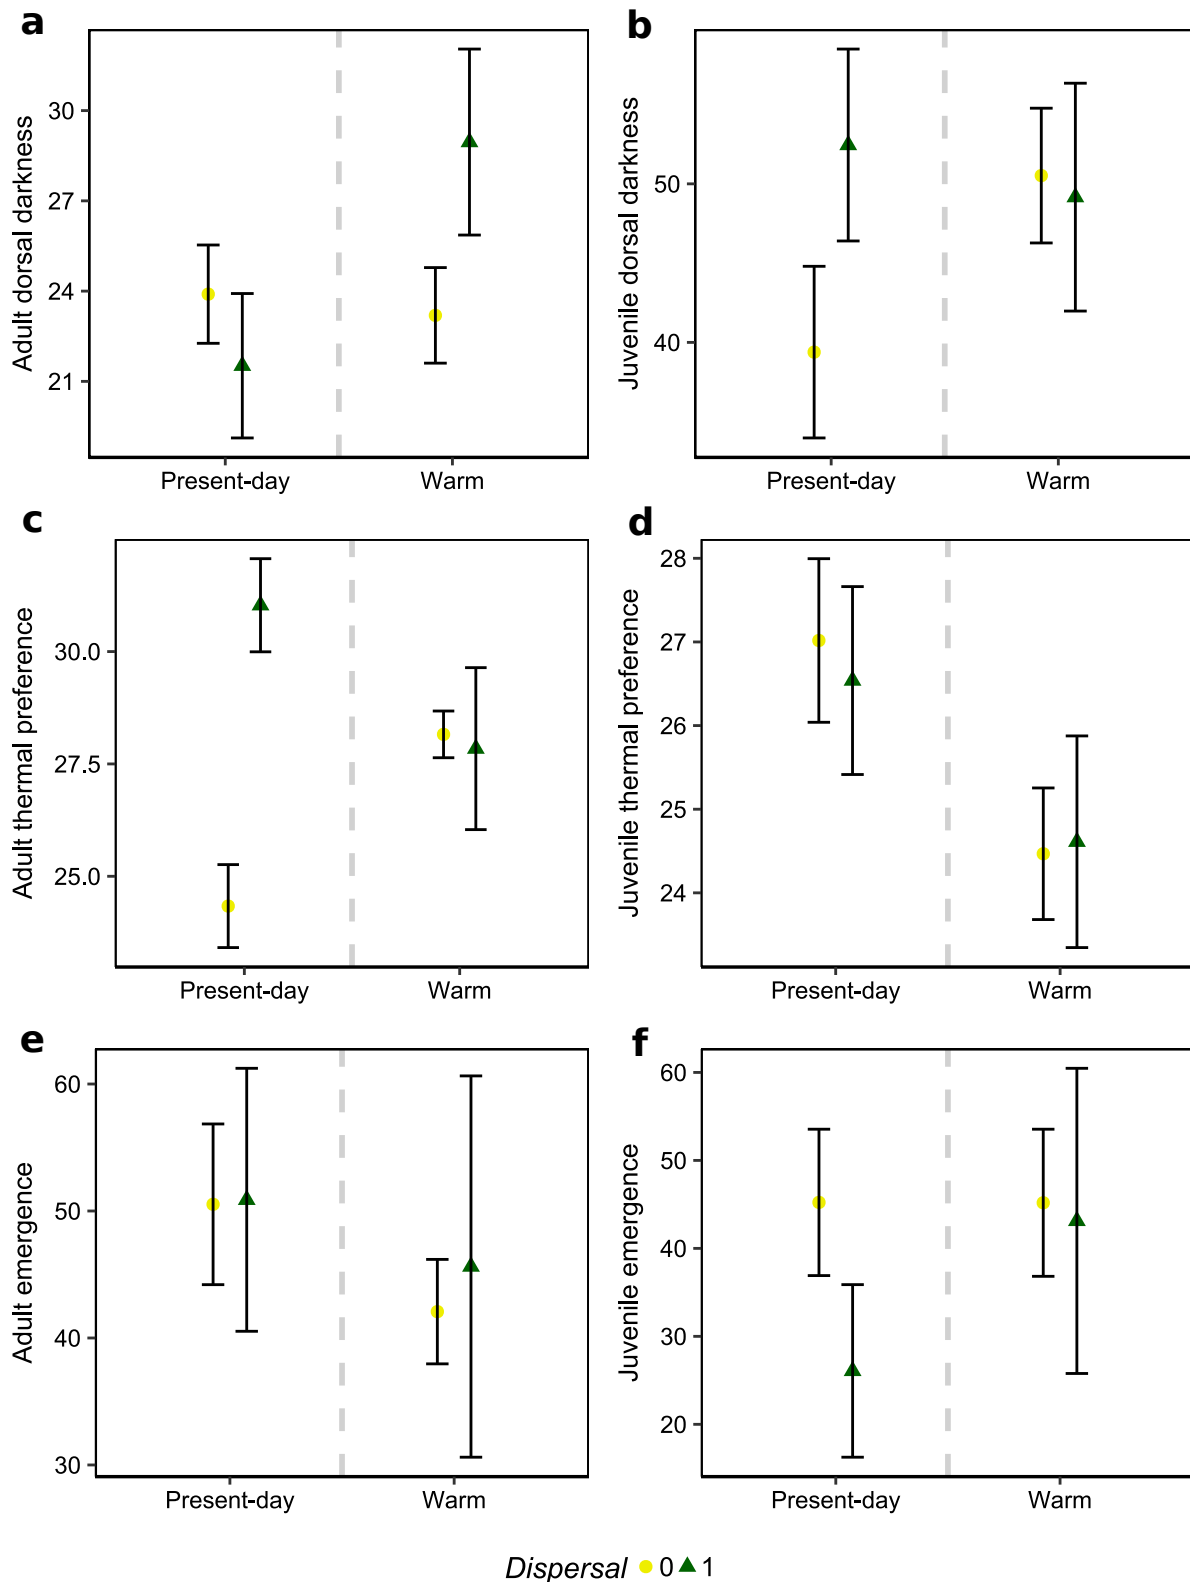 a
Adult dorsal darkness
30
27
24
21
Present-day Warm
b
Juvenile dorsal darkness
50
40
Present-day Warm
c
Adult thermal preference
30.0
27.5
25.0
Present-day Warm
d
Juvenile thermal preference
28
27
26
25
24
Present-day Warm
e
Adult emergence
60
50
40
30
Present-day Warm
f
Juvenile emergence
60
50
40
30
20
Present-day Warm
Dispersal 0 1